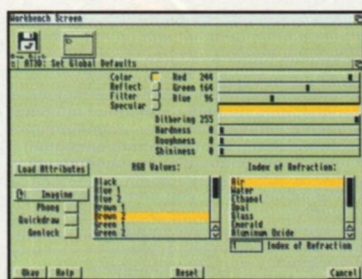 Workbench Screen
RT3D: Set Global Defaults
Color Red 244
Reflect Green 164
Filter Blue 96
Specular
Dithering 255
Hardness 0
Roughness 0
Shininess 0
Load Attributes RGB Values: Index of Refraction:
Imagine
Phong
Quickdraw
Genlock
Black
Blue 1
Blue 2
Brown 1
Brown 2
Green 1
Green 2
Air
Water
Ethanol
Opal
Glass
Emerald
Aluminum Oxide
1 Index of Refraction
Okay Help Reset Cancel